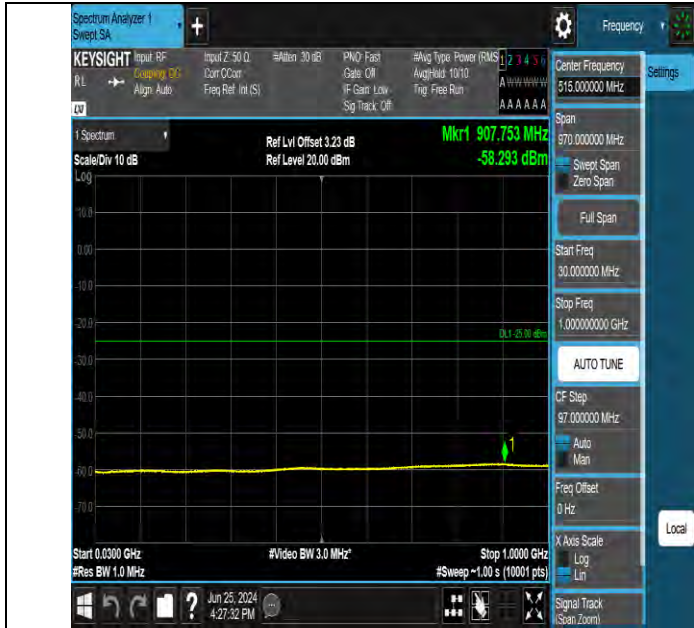 Spectrum Analyzer 1
Swept SA
Frequency
KEYSIGHT
RL
LXI
Input: RF
Coupling: DC
Align: Auto
Input Z: 50 Ω
Corr CCorr
Freq Ref: Int (S)
#Atten: 30 dB
PNO: Fast
Gate: Off
IF Gain: Low
Sig Track: Off
#Avg Type: Power (RMS
Avg|Hold: 10/10
Trig: Free Run
1 2 3 4 5 6
A W W W W W
A A A A A A
Center Frequency
515.000000 MHz
Settings
1 Spectrum
Scale/Div 10 dB
Log
Ref Lvl Offset 3.23 dB
Ref Level 20.00 dBm
Mkr1 907.753 MHz
-58.293 dBm
Span
970.000000 MHz
Swept Span
Zero Span
Full Span
Start Freq
30.000000 MHz
Stop Freq
1.000000000 GHz
AUTO TUNE
CF Step
97.000000 MHz
Auto
Man
Freq Offset
0 Hz
X Axis Scale
Log
Lin
Signal Track
(Span Zoom)
Local
10.0
0.00
-10.0
-20.0
DL1 -25.00 dBm
-30.0
-40.0
-50.0
1
-60.0
-70.0
Start 0.0300 GHz
#Res BW 1.0 MHz
#Video BW 3.0 MHz*
Stop 1.0000 GHz
#Sweep ~1.00 s (10001 pts)
?
Jun 25, 2024
4:27:32 PM